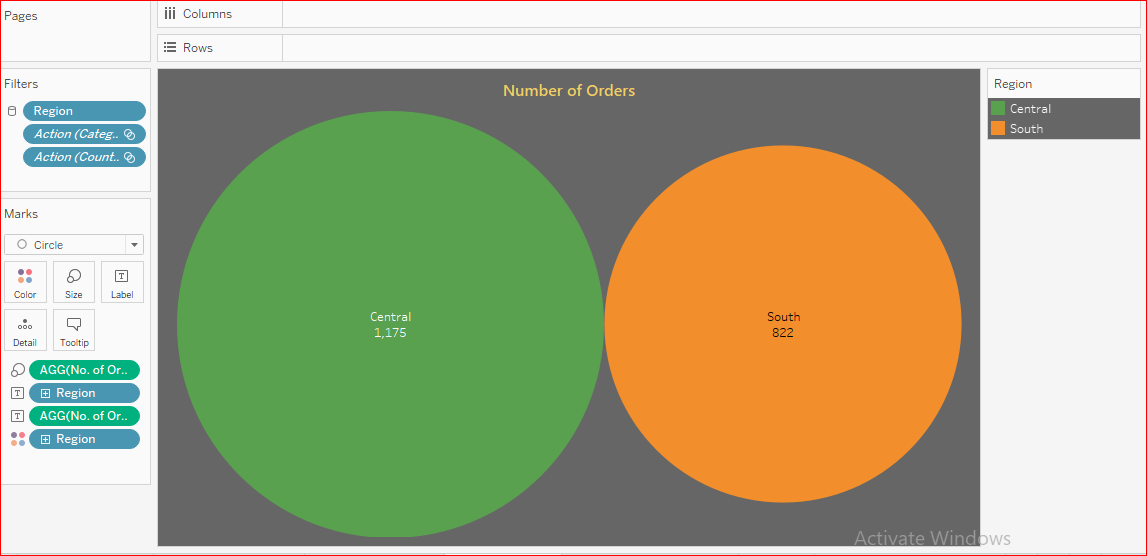 Pages
Columns
Rows
Filters
Region
Action (Categ..
Action (Count..
Marks
Circle
Color
Size
Label
Detail
Tooltip
AGG(No. of Or..
Region
AGG(No. of Or..
Region
Number of Orders
Central
1,175
South
822
Region
Central
South
Activate Windows